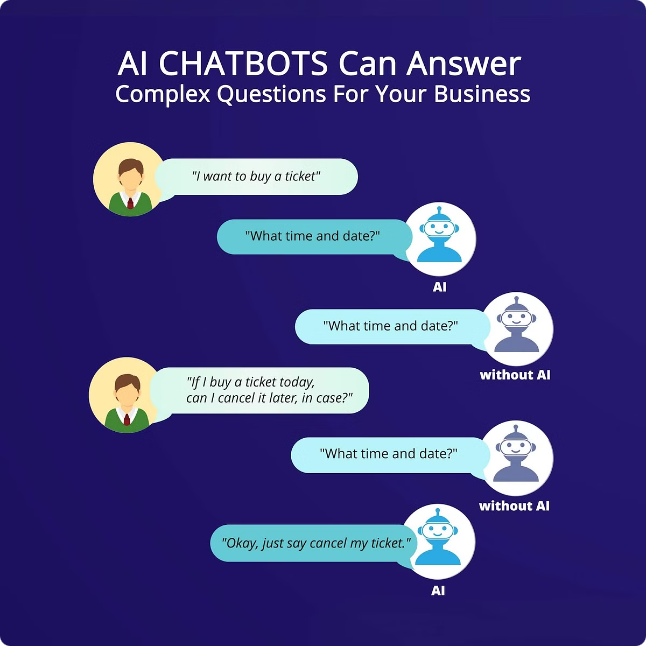 AI CHATBOTS Can Answer
Complex Questions For Your Business
"I want to buy a ticket"
"What time and date?"
AI
"What time and date?"
without AI
"If I buy a ticket today,
can I cancel it later, in case?"
"What time and date?"
without AI
"Okay, just say cancel my ticket."
AI